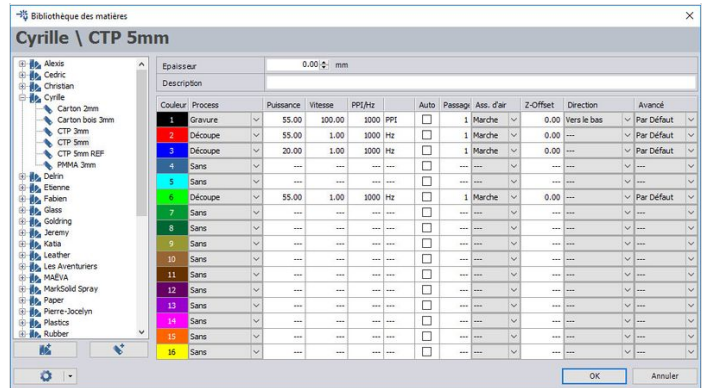 Bibliothèque des matières
Cyrille \ CTP 5mm
Alexis
Cedric
Christian
Cyrille
Carton 2mm
Carton bois 3mm
CTP 3mm
CTP 5mm
CTP 5mm REF
PMMA 3mm
Delrin
Etienne
Fabien
Glass
Goldring
Jeremy
Katia
Leather
Les Aventuriers
MAËVA
MarkSolid Spray
Paper
Pierre-Jocelyn
Plastics
Rubber
Epaisseur 0.00 mm
Description
Couleur Process Puissance Vitesse PPI/Hz Auto Passage Ass. d'air Z-Offset Direction Avancé
1 Gravure 55.00 100.00 1000 PPI 1 Marche 0.00 Vers le bas Par Défaut
2 Découpe 55.00 1.00 1000 Hz 1 Marche 0.00 --- Par Défaut
3 Découpe 20.00 1.00 1000 Hz 1 Marche 0.00 --- Par Défaut
4 Sans --- --- --- --- --- --- --- --- ---
5 Sans --- --- --- --- --- --- --- --- ---
6 Découpe 55.00 1.00 1000 Hz 1 Marche 0.00 --- Par Défaut
7 Sans --- --- --- --- --- --- --- --- ---
8 Sans --- --- --- --- --- --- --- --- ---
9 Sans --- --- --- --- --- --- --- --- ---
10 Sans --- --- --- --- --- --- --- --- ---
11 Sans --- --- --- --- --- --- --- --- ---
12 Sans --- --- --- --- --- --- --- --- ---
13 Sans --- --- --- --- --- --- --- --- ---
14 Sans --- --- --- --- --- --- --- --- ---
15 Sans --- --- --- --- --- --- --- --- ---
16 Sans --- --- --- --- --- --- --- --- ---
OK Annuler